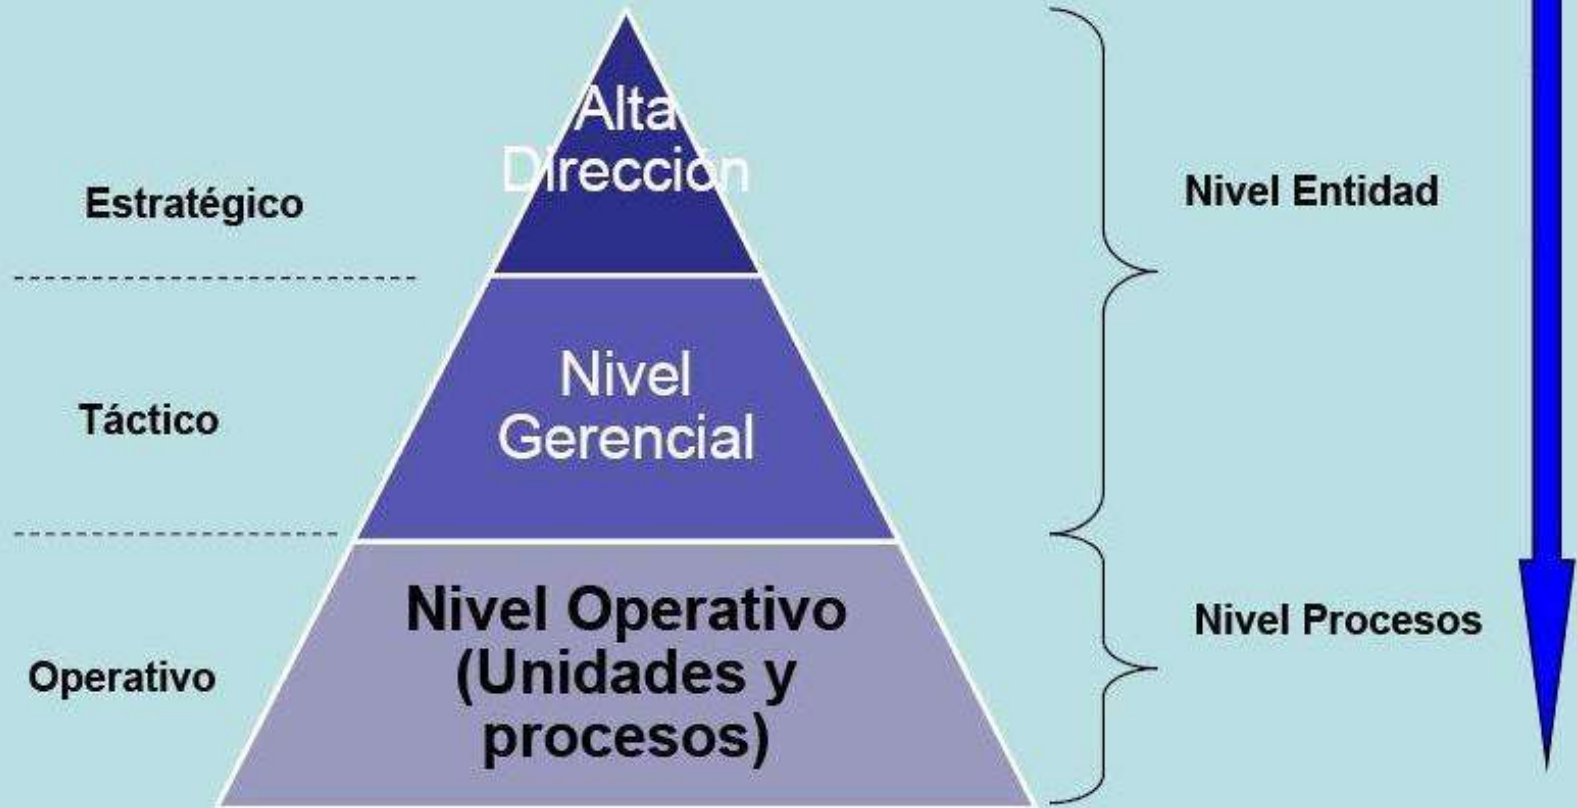 Alta
Dirección
Estratégico
Nivel Entidad
Nivel
Gerencial
Táctico
Nivel Operativo
(Unidades y
procesos)
Operativo
Nivel Procesos